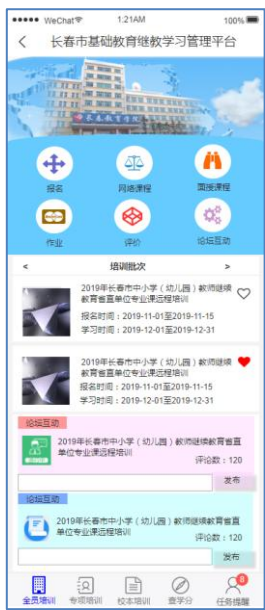 WeChat 1:21AM 100%
< 长春市基础教育继教学习管理平台
长春教育学院
报名 网络课程 面授课程
作业 评价 论坛互动
< 培训批次 >
2019年长春市中小学（幼儿园）教师继续
教育省直单位专业课远程培训
报名时间：2019-11-01至2019-11-15
学习时间：2019-12-01至2019-12-31
2019年长春市中小学（幼儿园）教师继续
教育省直单位专业课远程培训
报名时间：2019-11-01至2019-11-15
学习时间：2019-12-01至2019-12-31
论坛互动
2019年长春市中小学（幼儿园）教师继续教育省直
单位专业课远程培训
评论数：120
发布
论坛互动
2019年长春市中小学（幼儿园）教师继续教育省直
单位专业课远程培训
评论数：120
发布
8
全员培训 专项培训 校本培训 查学分 任务提醒